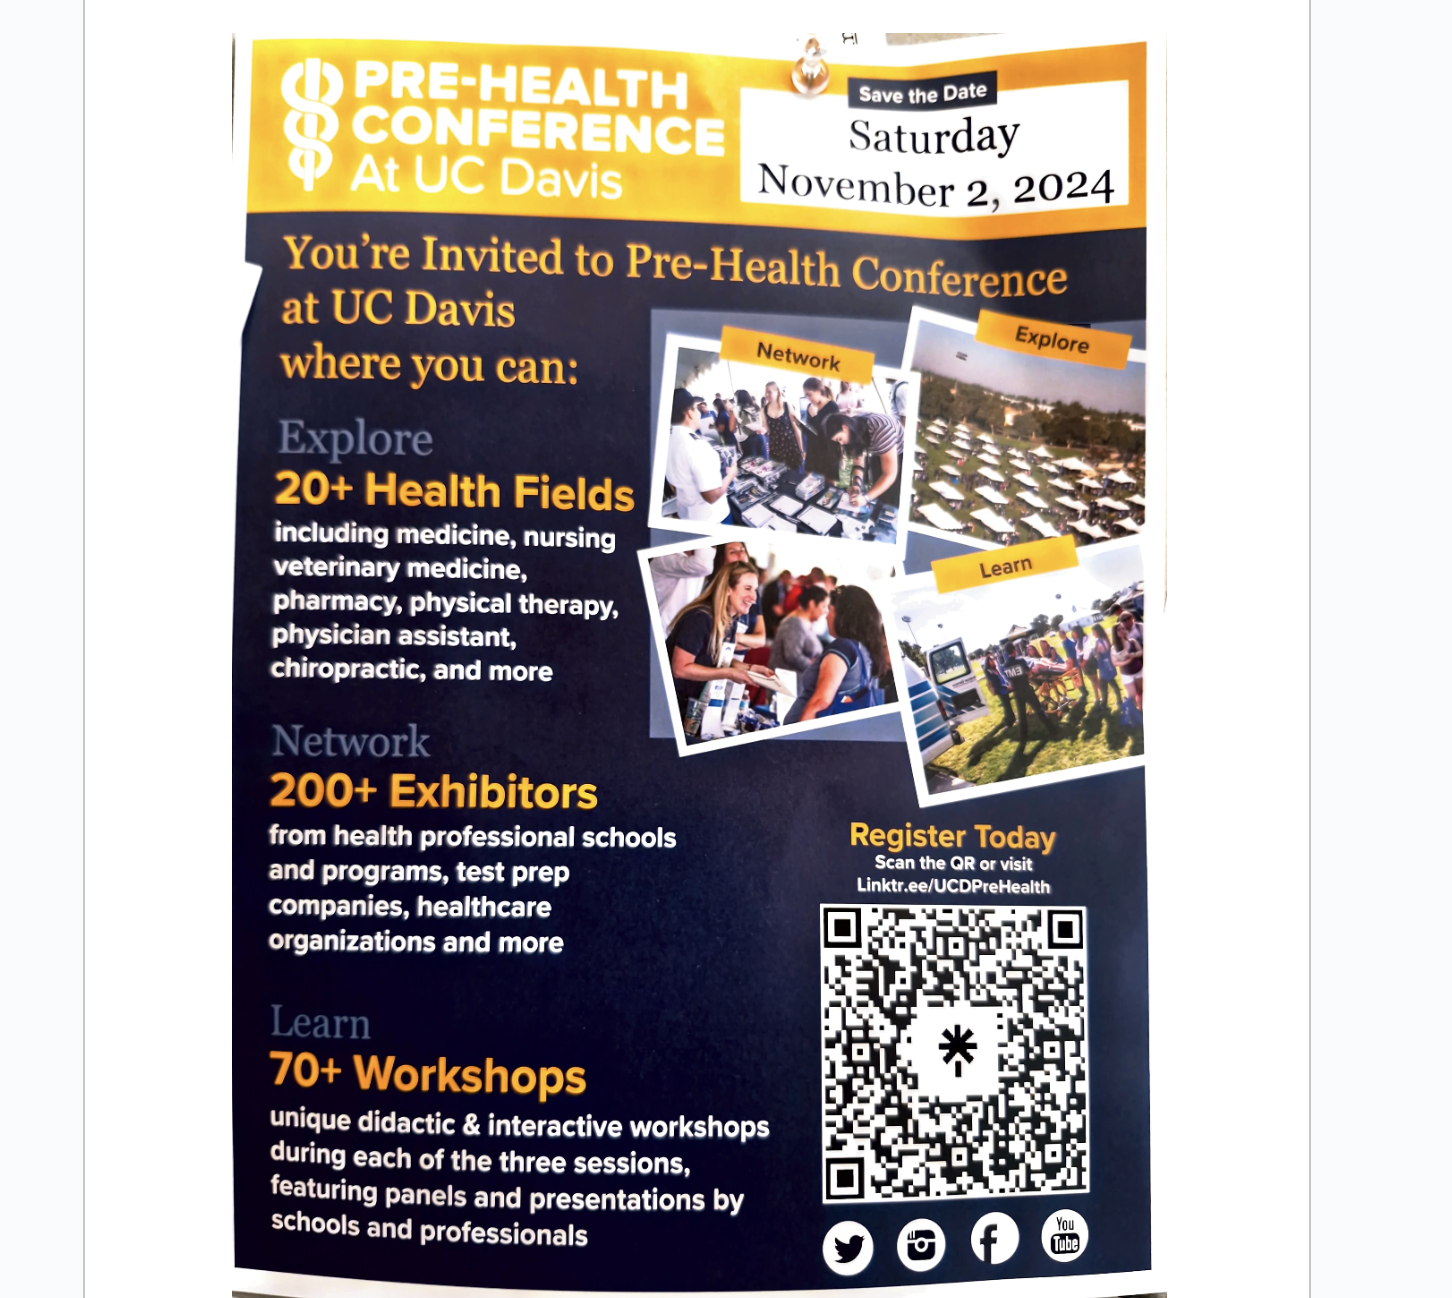 PRE-HEALTH
CONFERENCE
At UC Davis
Save the Date
Saturday
November 2, 2024
You're Invited to Pre-Health Conference
at UC Davis
where you can:
Network
Explore
Explore
20+ Health Fields
including medicine, nursing
veterinary medicine,
pharmacy, physical therapy,
physician assistant,
chiropractic, and more
Learn
EMT
Network
200+ Exhibitors
from health professional schools
and programs, test prep
companies, healthcare
organizations and more
Register Today
Scan the QR or visit
Linktr.ee/UCDPreHealth
Learn
70+ Workshops
unique didactic & interactive workshops
during each of the three sessions,
featuring panels and presentations by
schools and professionals
You
Tube